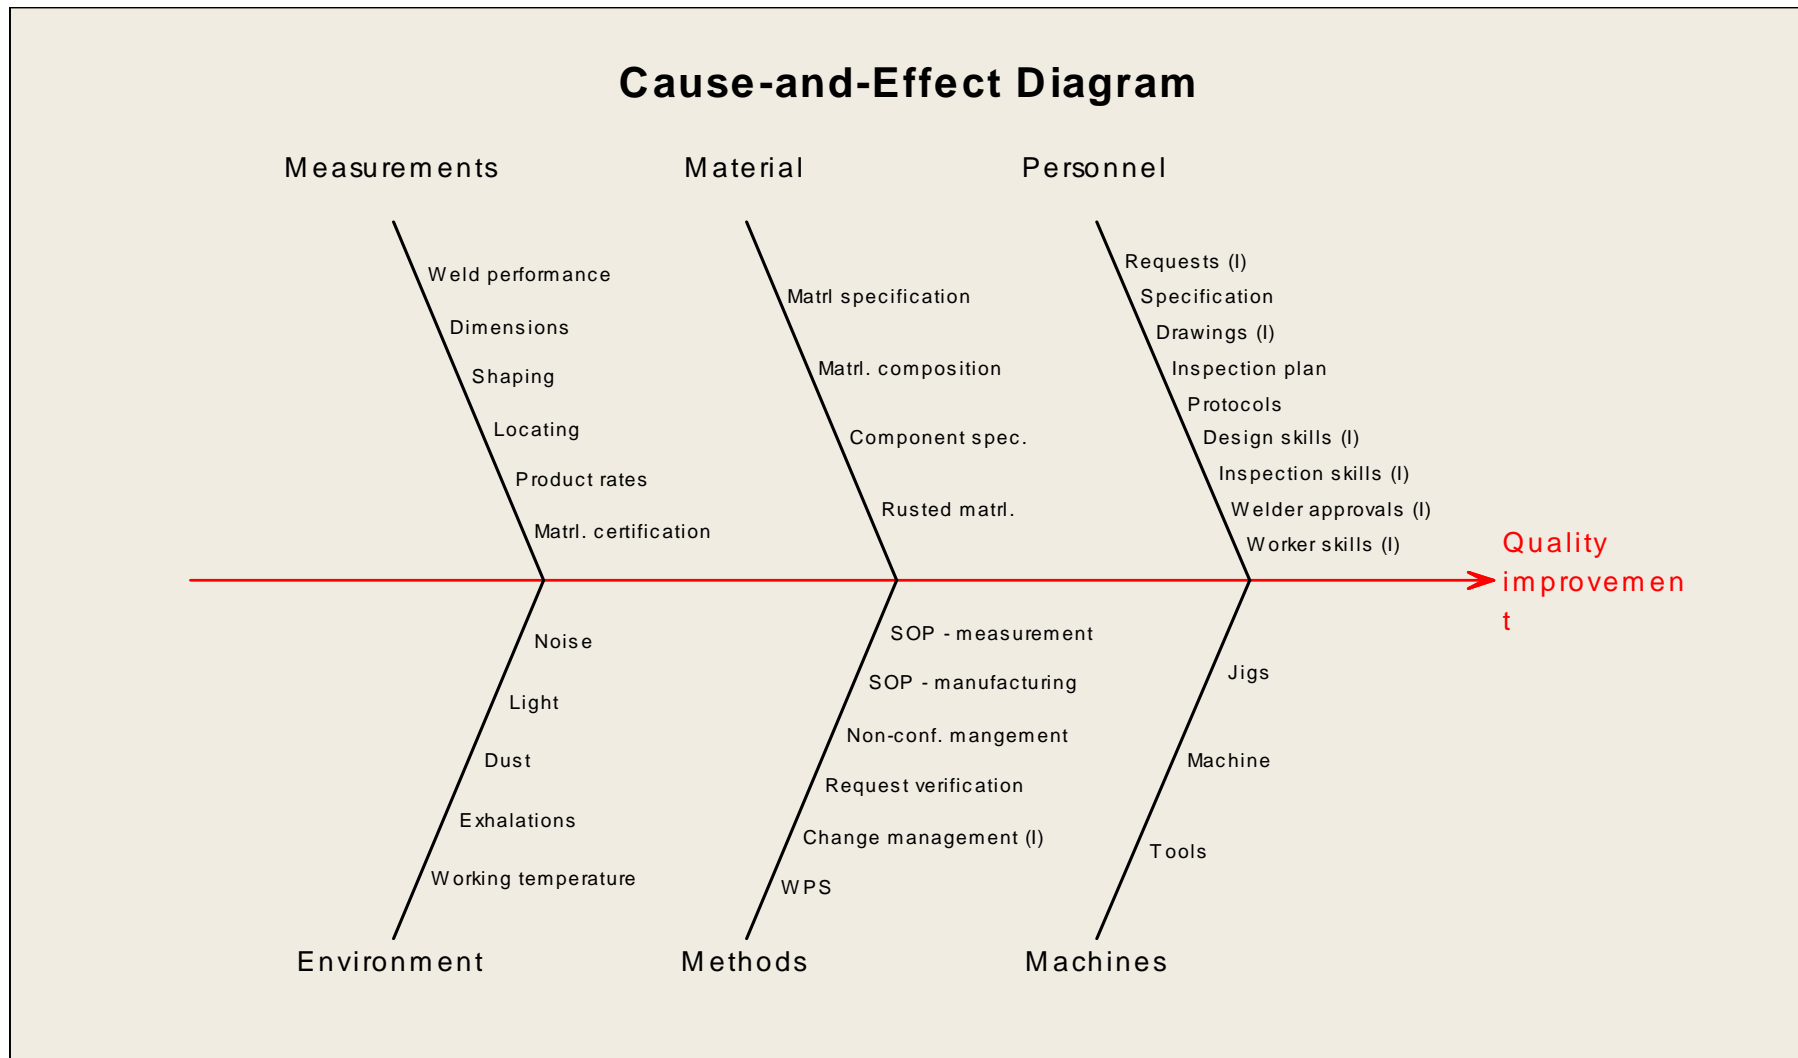 Cause-and-Effect Diagram
Measurements
Material
Personnel
Weld performance
Dimensions
Shaping
Locating
Product rates
Matrl. certification
Matrl specification
Matrl. composition
Component spec.
Rusted matrl.
Requests (I)
Specification
Drawings (I)
Inspection plan
Protocols
Design skills (I)
Inspection skills (I)
Welder approvals (I)
Worker skills (I)
Quality
improvemen
t
Noise
Light
Dust
Exhalations
Working temperature
SOP - measurement
SOP - manufacturing
Non-conf. mangement
Request verification
Change management (I)
WPS
Jigs
Machine
Tools
Environment
Methods
Machines